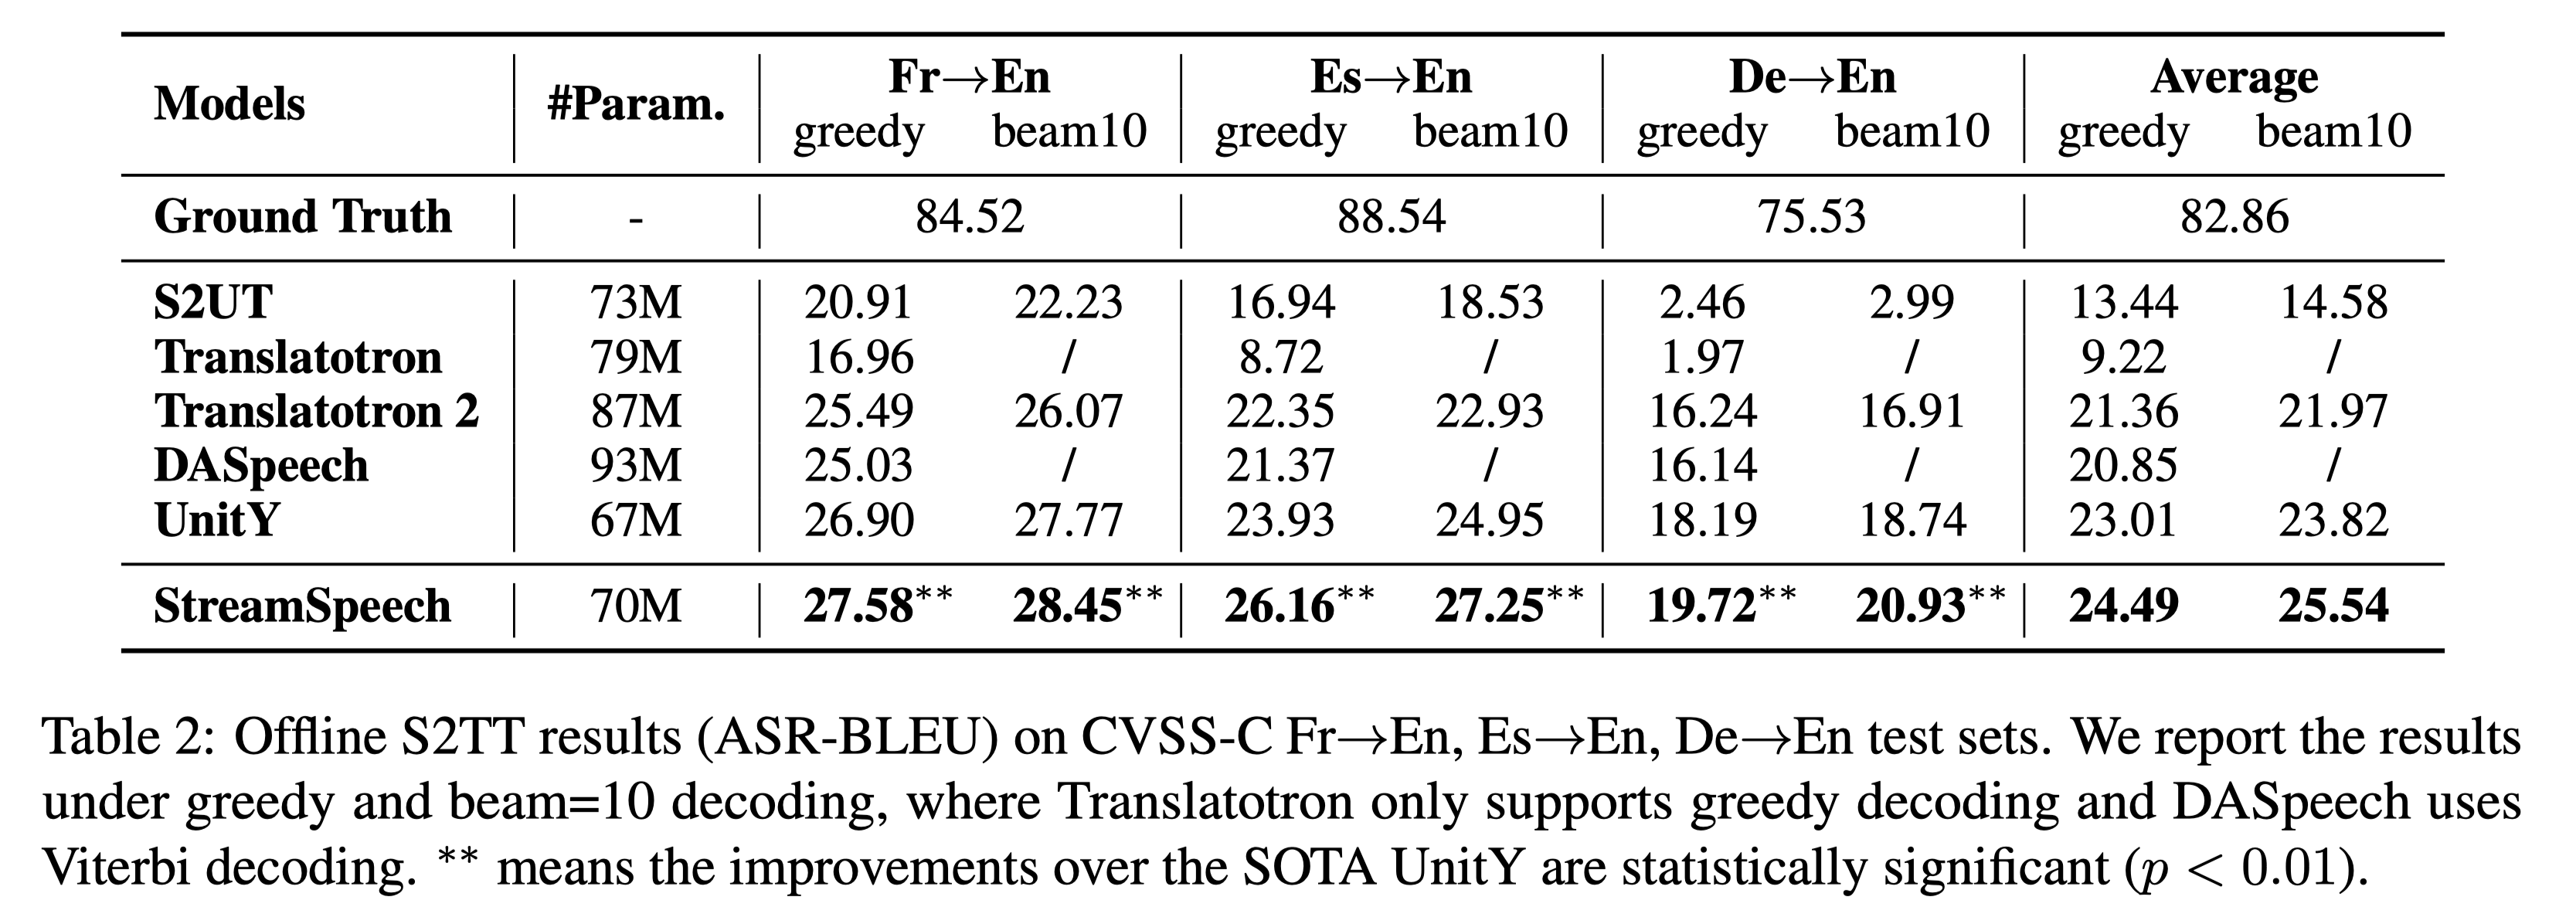 Models #Param. Fr→En Es→En De→En Average
greedy beam10 greedy beam10 greedy beam10 greedy beam10
Ground Truth - 84.52 88.54 75.53 82.86
S2UT 73M 20.91 22.23 16.94 18.53 2.46 2.99 13.44 14.58
Translatotron 79M 16.96 / 8.72 / 1.97 / 9.22 /
Translatotron 2 87M 25.49 26.07 22.35 22.93 16.24 16.91 21.36 21.97
DASpeech 93M 25.03 / 21.37 / 16.14 / 20.85 /
UnitY 67M 26.90 27.77 23.93 24.95 18.19 18.74 23.01 23.82
StreamSpeech 70M 27.58** 28.45** 26.16** 27.25** 19.72** 20.93** 24.49 25.54
Table 2: Offline S2TT results (ASR-BLEU) on CVSS-C Fr→En, Es→En, De→En test sets. We report the results
under greedy and beam=10 decoding, where Translatotron only supports greedy decoding and DASpeech uses
Viterbi decoding. ** means the improvements over the SOTA UnitY are statistically significant (p < 0.01).